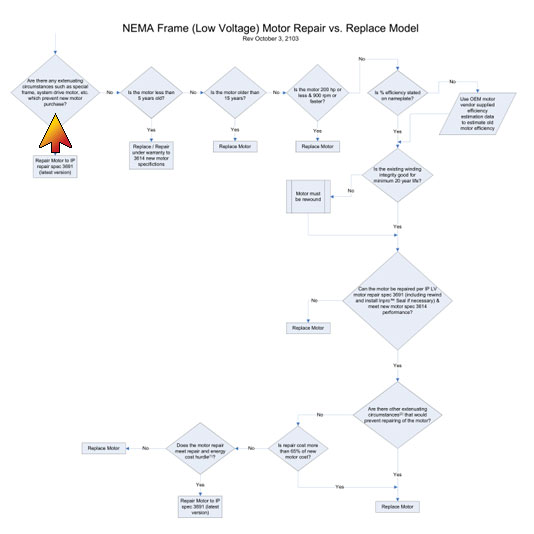 NEMA Frame (Low Voltage) Motor Repair vs. Replace Model
Rev October 3, 2103
Are there any extenuating
circumstances such as special
frame, system drive motor, etc.
which prevent new motor
purchase?
No
Is the motor less than
5 years old?
No
Is the motor older than
15 years?
No
Is the motor 200 hp or
less & 900 rpm or
faster?
No
Is % efficiency stated
on nameplate?
No
Use OEM motor
vendor supplied
efficiency
estimation data
to estimate old
motor efficiency
Repair Motor to IP
repair spec 3691
(latest version)
Yes
Replace / Repair
under warranty to
3614 new motor
specifictions
Yes
Replace Motor
Yes
Replace Motor
Yes
Is the existing winding
integrity good for
minimum 20 year life?
No
Motor must
be rewound
Yes
Can the motor be repaired per IP LV
motor repair spec 3691 (including rewind
and install Inpro™ Seal if necessary) &
meet new motor spec 3614
performance?
No
Replace Motor
Yes
Are there other extenuating
circumstances⁽²⁾ that would
prevent repairing of the motor?
No
Is repair cost more
than 65% of new
motor cost?
No
Does the motor repair
meet repair and energy
cost hurdle⁽¹⁾?
No
Replace Motor
Yes
Repair Motor to IP
spec 3691 (latest
version)
Yes
Yes
Yes
Replace Motor